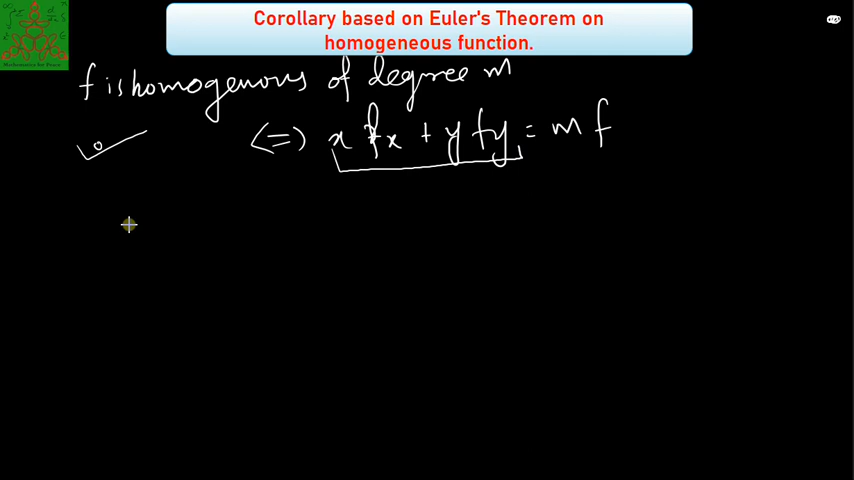 Corollary based on Euler's Theorem on
homogeneous function.
f is homogenous of degree m
(=) x fx + y fy = m f